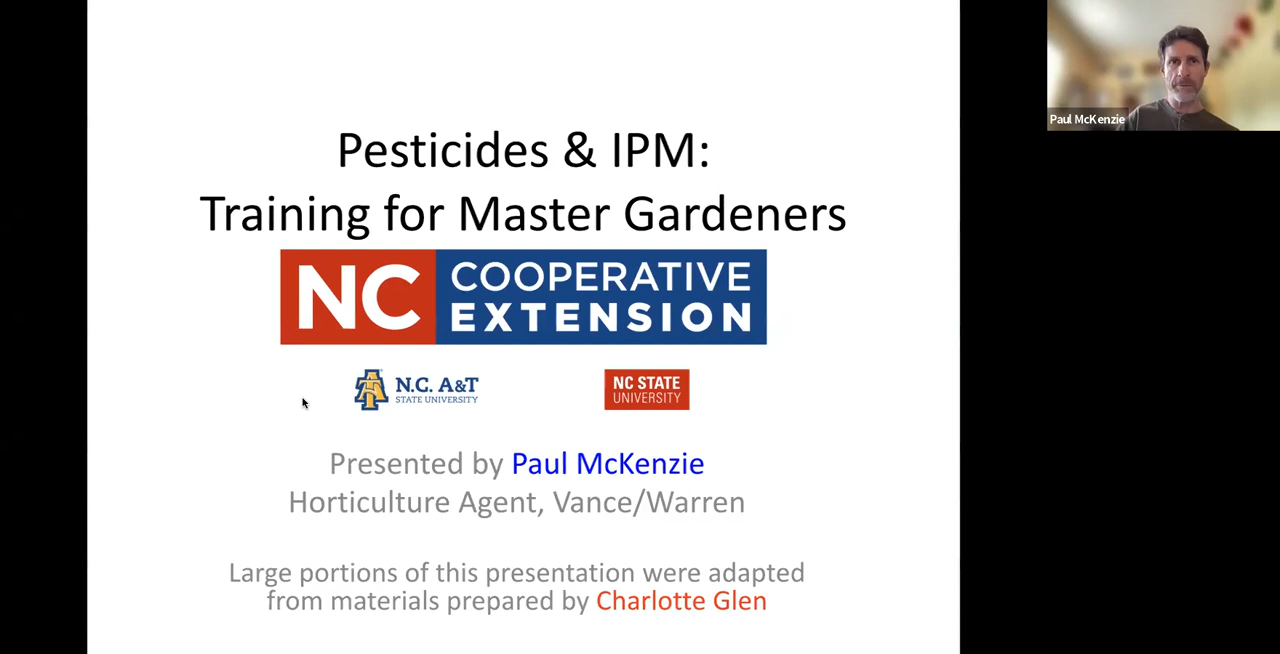 Pesticides & IPM:
Training for Master Gardeners
NC COOPERATIVE
EXTENSION
N.C. A&T
STATE UNIVERSITY
NC STATE
UNIVERSITY
Presented by Paul McKenzie
Horticulture Agent, Vance/Warren
Large portions of this presentation were adapted
from materials prepared by Charlotte Glen
Paul McKenzie